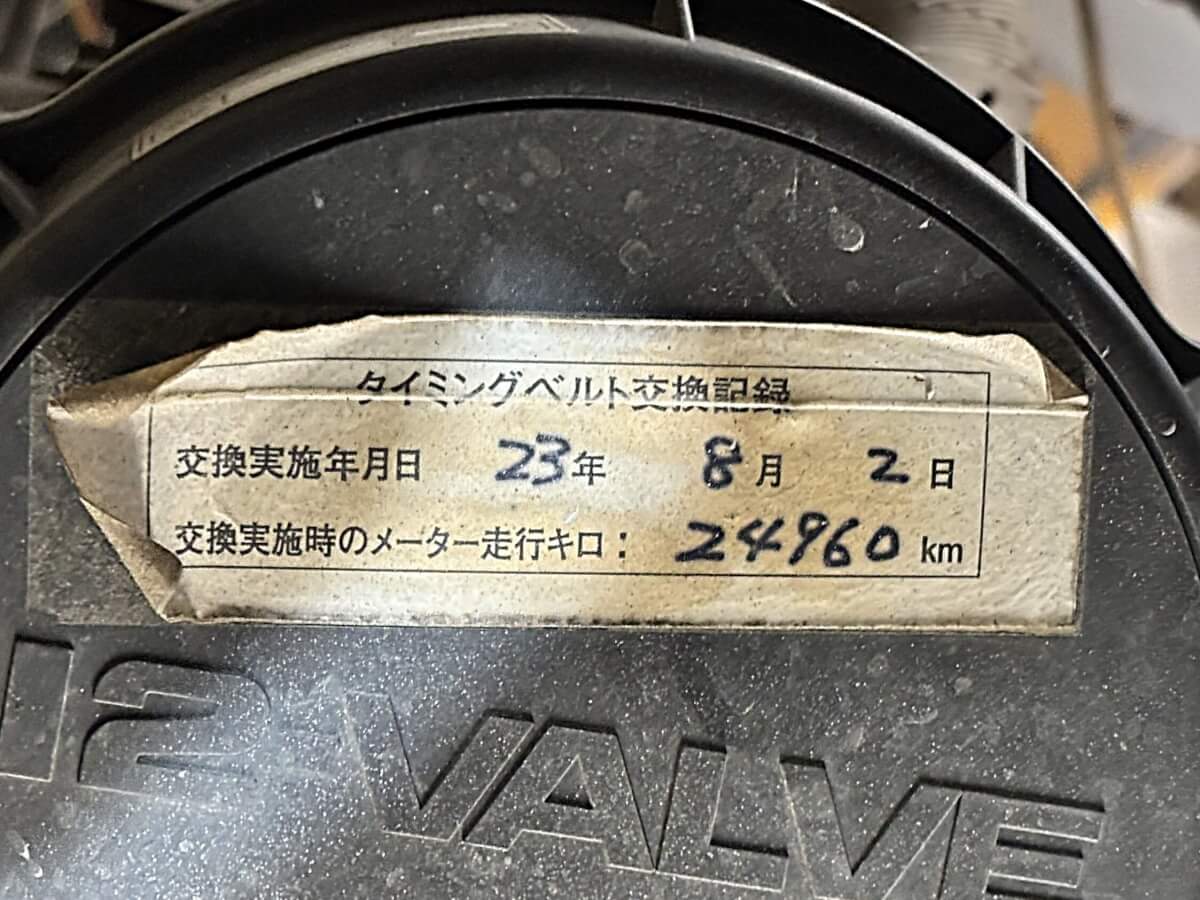 タイミングベルト交換記録
交換実施年月日 23年 8月 2日
交換実施時のメーター走行キロ: 24960 km
12 VALVE